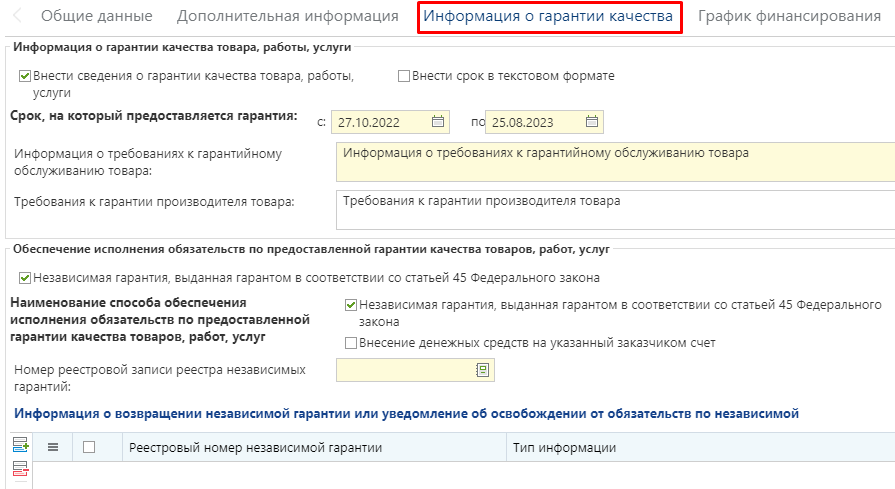 Общие данные Дополнительная информация Информация о гарантии качества График финансирования
Информация о гарантии качества товара, работы, услуги
Внести сведения о гарантии качества товара, работы, Внести срок в текстовом формате
услуги
Срок, на который предоставляется гарантия: с: 27.10.2022 по 25.08.2023
Информация о требованиях к гарантийному Информация о требованиях к гарантийному обслуживанию товара
обслуживанию товара:
Требования к гарантии производителя товара: Требования к гарантии производителя товара
Обеспечение исполнения обязательств по предоставленной гарантии качества товаров, работ, услуг
Независимая гарантия, выданная гарантом в соответствии со статьей 45 Федерального закона
Наименование способа обеспечения Независимая гарантия, выданная гарантом в соответствии со статьей 45 Федерального
исполнения обязательств по предоставленной закона
гарантии качества товаров, работ, услуг Внесение денежных средств на указанный заказчиком счет
Номер реестровой записи реестра независимых
гарантий:
Информация о возвращении независимой гарантии или уведомление об освобождении от обязательств по независимой
Реестровый номер независимой гарантии Тип информации